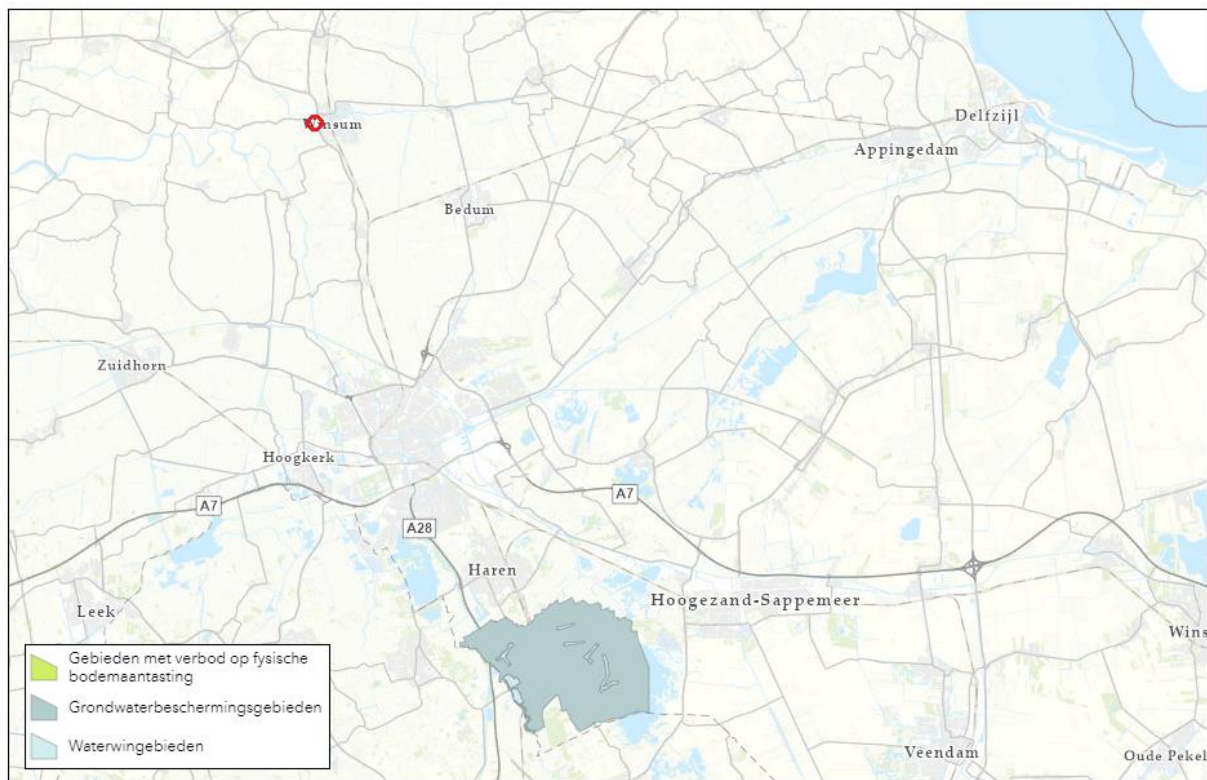 Delfzijl
Appingedam
Bedum
Zuidhorn
Hoogkerk
A7
A7
A28
Haren
Leek
Hoogezand-Sappemeer
Wins
Veendam
Oude Pekel
Gebieden met verbod op fysische
bodemaantasting
Grondwaterbeschermingsgebieden
Waterwingebieden